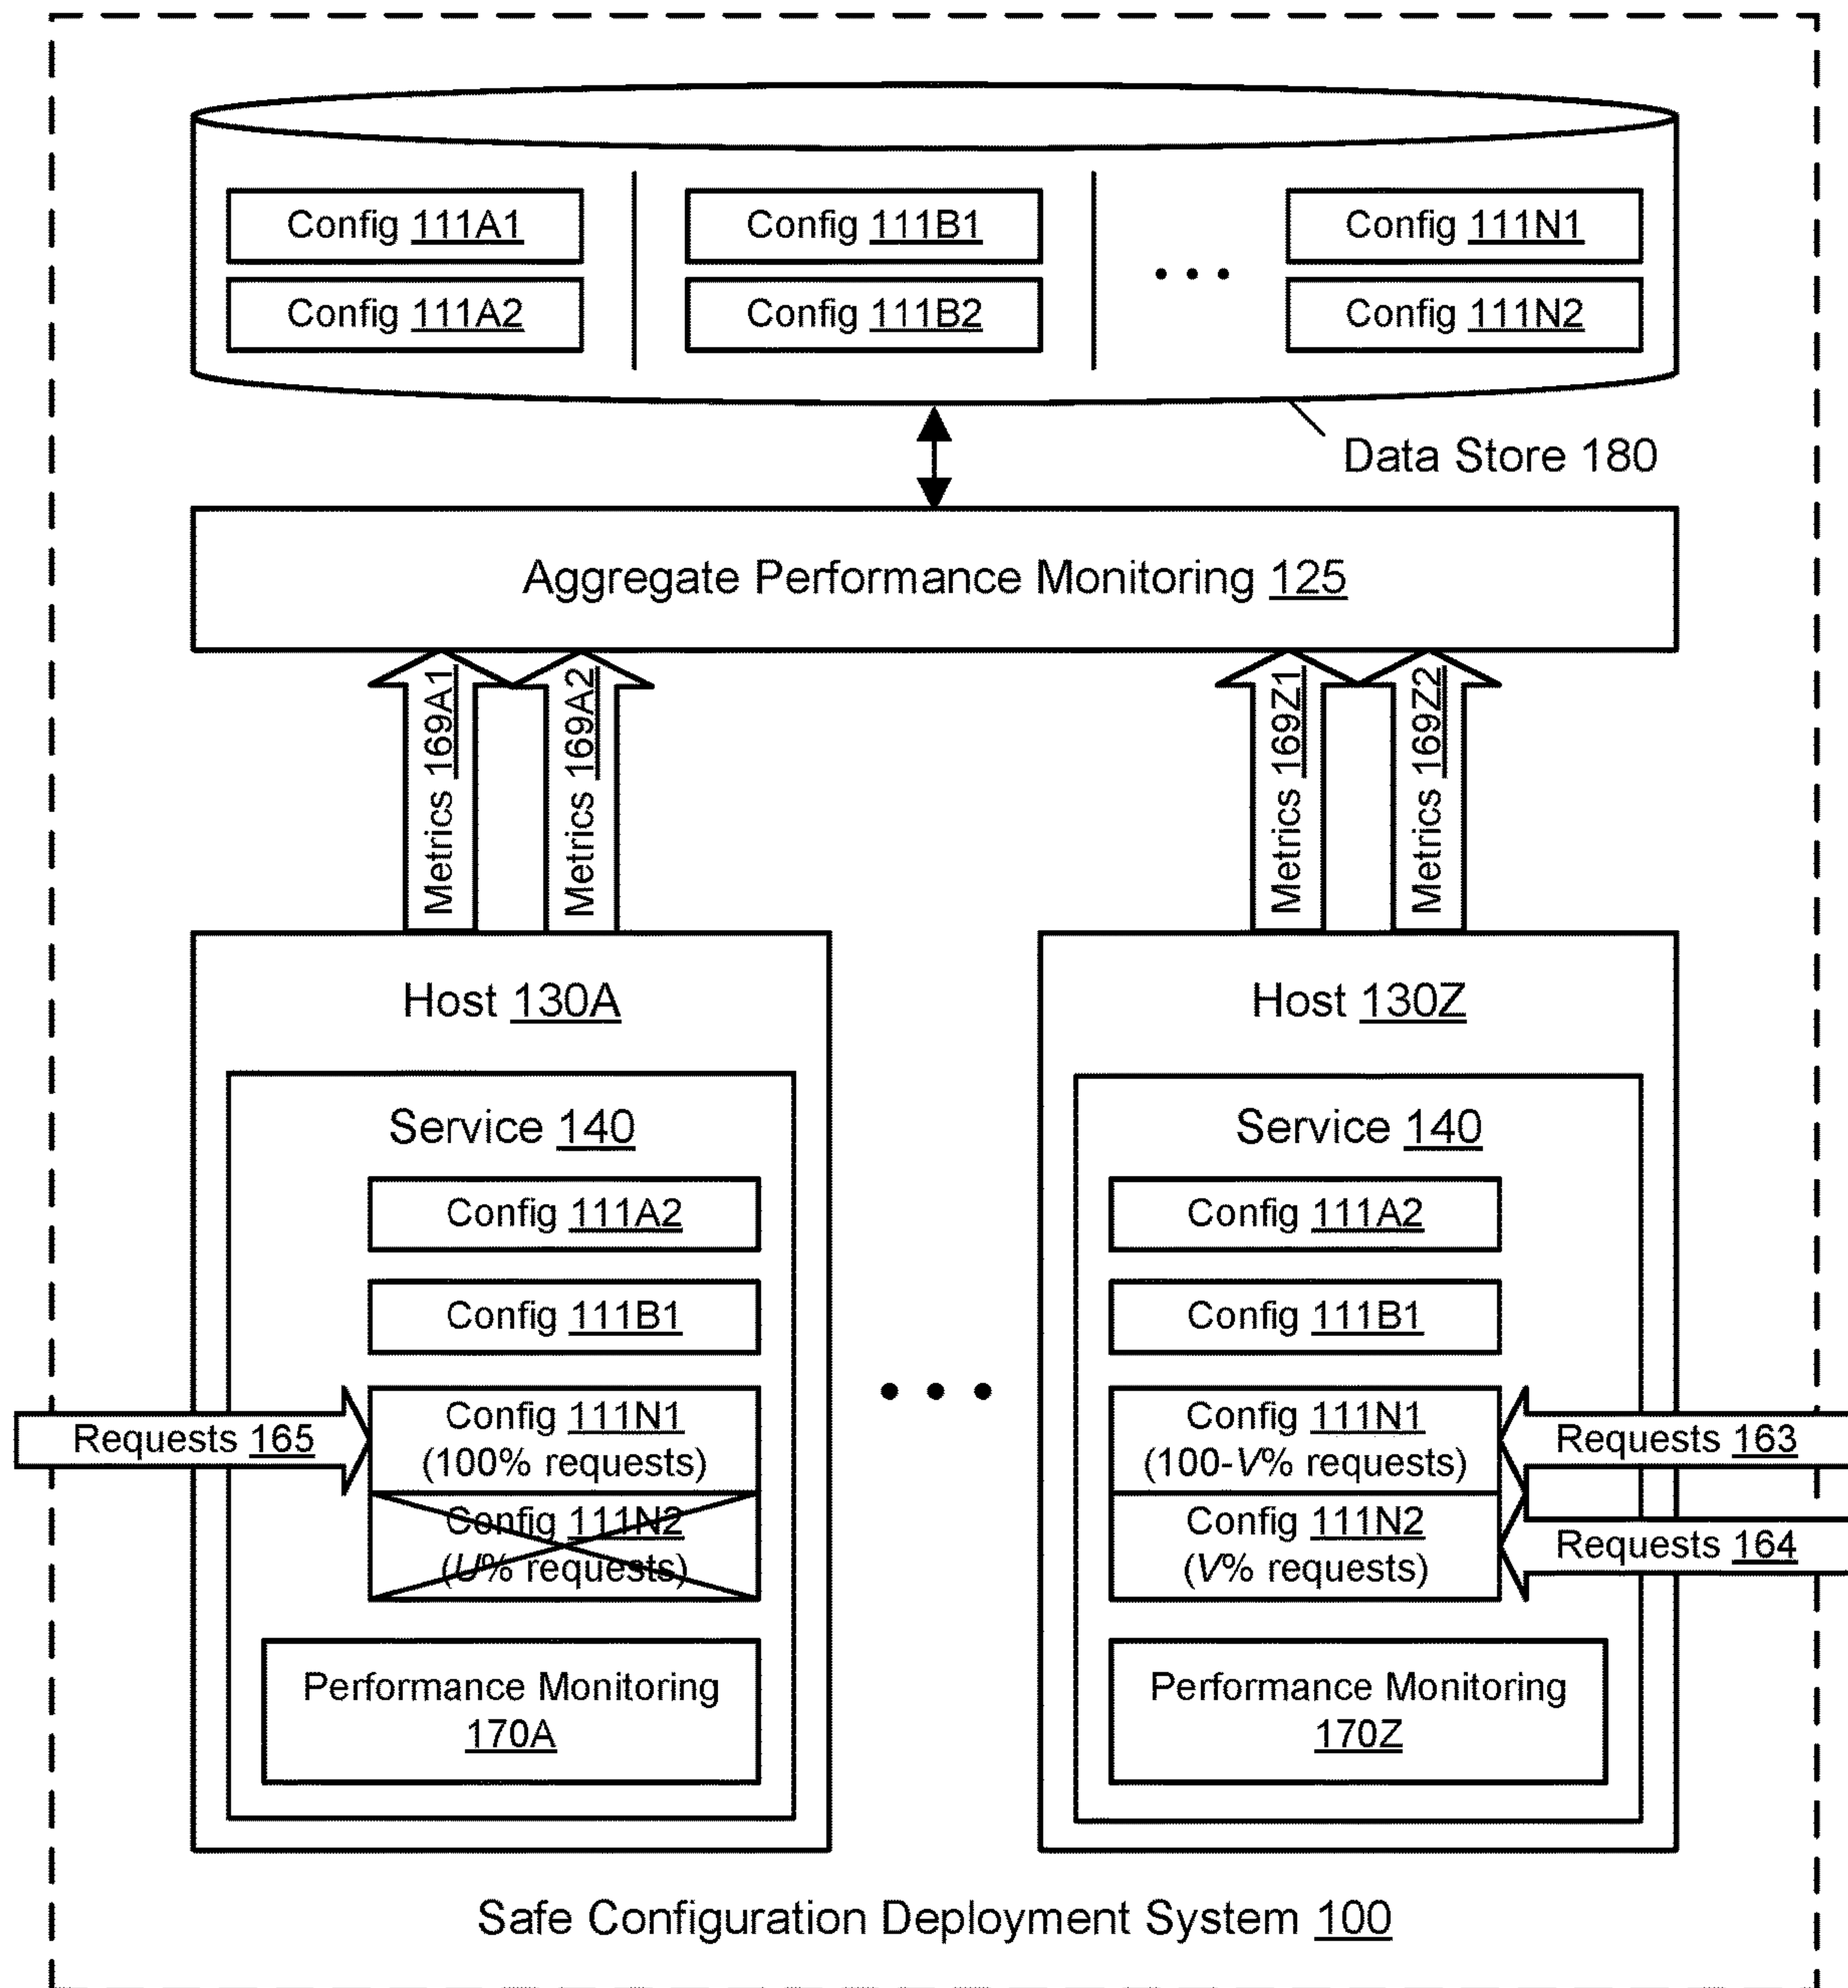 Config 111A1
Config 111B1
Config 111N1
Config 111A2
Config 111B2
• • •
Config 111N2
Data Store 180
Aggregate Performance Monitoring 125
Metrics 169A1
Metrics 169A2
Metrics 169Z1
Metrics 169Z2
Host 130A
Service 140
Config 111A2
Config 111B1
Requests 165
Config 111N1
(100% requests)
Config 111N2
(U% requests)
Performance Monitoring
170A
• • •
Host 130Z
Service 140
Config 111A2
Config 111B1
Config 111N1
(100-V% requests)
Requests 163
Config 111N2
(V% requests)
Requests 164
Performance Monitoring
170Z
Safe Configuration Deployment System 100